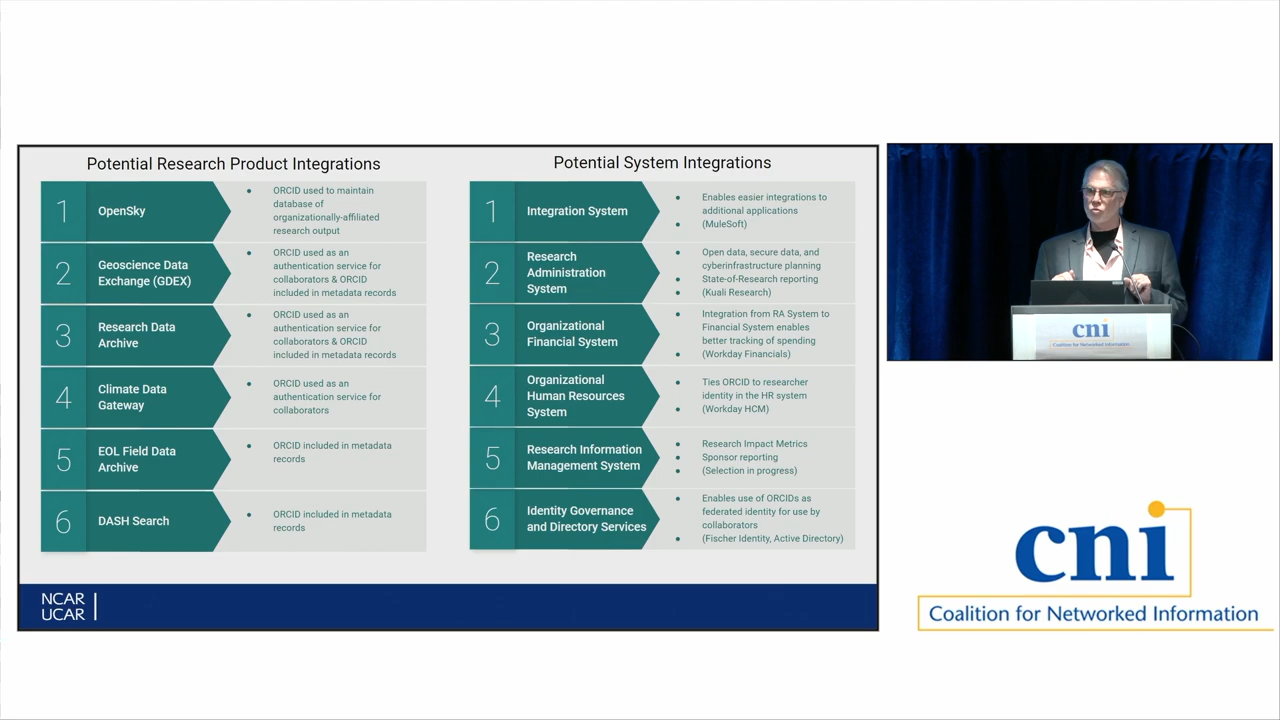 Potential Research Product Integrations
1
OpenSky
● ORCID used to maintain
database of
organizationally-affiliated
research output
2
Geoscience Data
Exchange (GDEX)
● ORCID used as an
authentication service for
collaborators & ORCID
included in metadata records
3
Research Data
Archive
● ORCID used as an
authentication service for
collaborators & ORCID
included in metadata records
4
Climate Data
Gateway
● ORCID used as an
authentication service for
collaborators
5
EOL Field Data
Archive
● ORCID included in metadata
records
6
DASH Search
● ORCID included in metadata
records
Potential System Integrations
1
Integration System
● Enables easier integrations to
additional applications
● (MuleSoft)
2
Research
Administration
System
● Open data, secure data, and
cyberinfrastructure planning
● State-of-Research reporting
● (Kuali Research)
3
Organizational
Financial System
● Integration from RA System to
Financial System enables
better tracking of spending
● (Workday Financials)
4
Organizational
Human Resources
System
● Ties ORCID to researcher
identity in the HR system
● (Workday HCM)
5
Research Information
Management System
● Research Impact Metrics
● Sponsor reporting
● (Selection in progress)
6
Identity Governance
and Directory Services
● Enables use of ORCIDs as
federated identity for use by
collaborators
● (Fischer Identity, Active Directory)
NCAR
UCAR
cni
Coalition for Networked Information
cni
Coalition for Networked Information